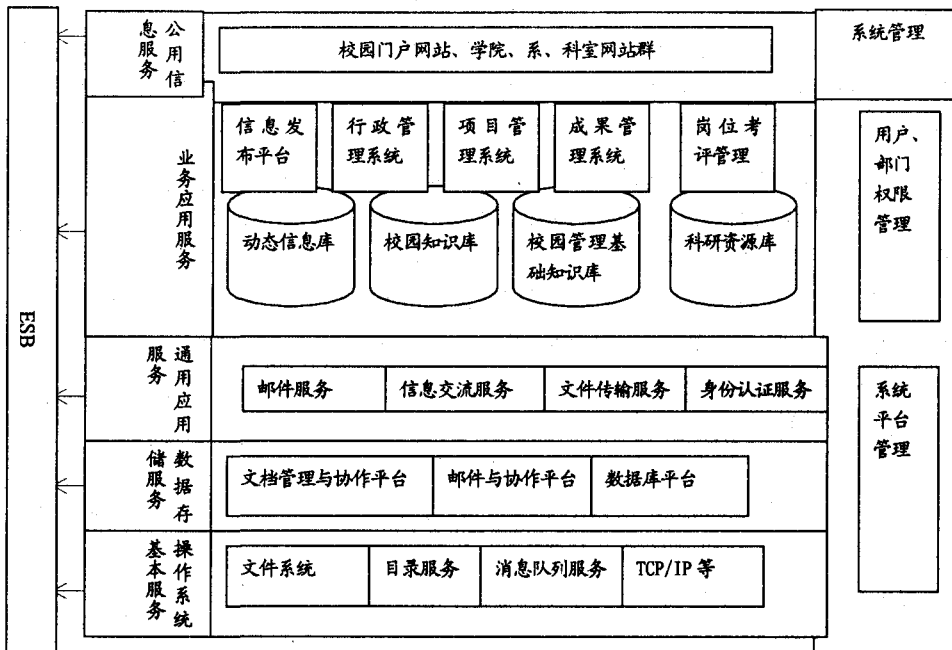 ESB
公用信
息服务
校园门户网站、学院、系、科室网站群
系统管理
业务应用服务
信息发
布平台
行政管
理系统
项目管
理系统
成果管
理系统
岗位考
评管理
动态信息库
校园知识库
校园管理基
础知识库
科研资源库
用户、
部门
权限
管理
通用应用
服务
邮件服务
信息交流服务
文件传输服务
身份认证服务
系统
平台
管理
数据存
储服务
文档管理与协作平台
邮件与协作平台
数据库平台
操作系统
基本服务
文件系统
目录服务
消息队列服务
TCP/IP 等